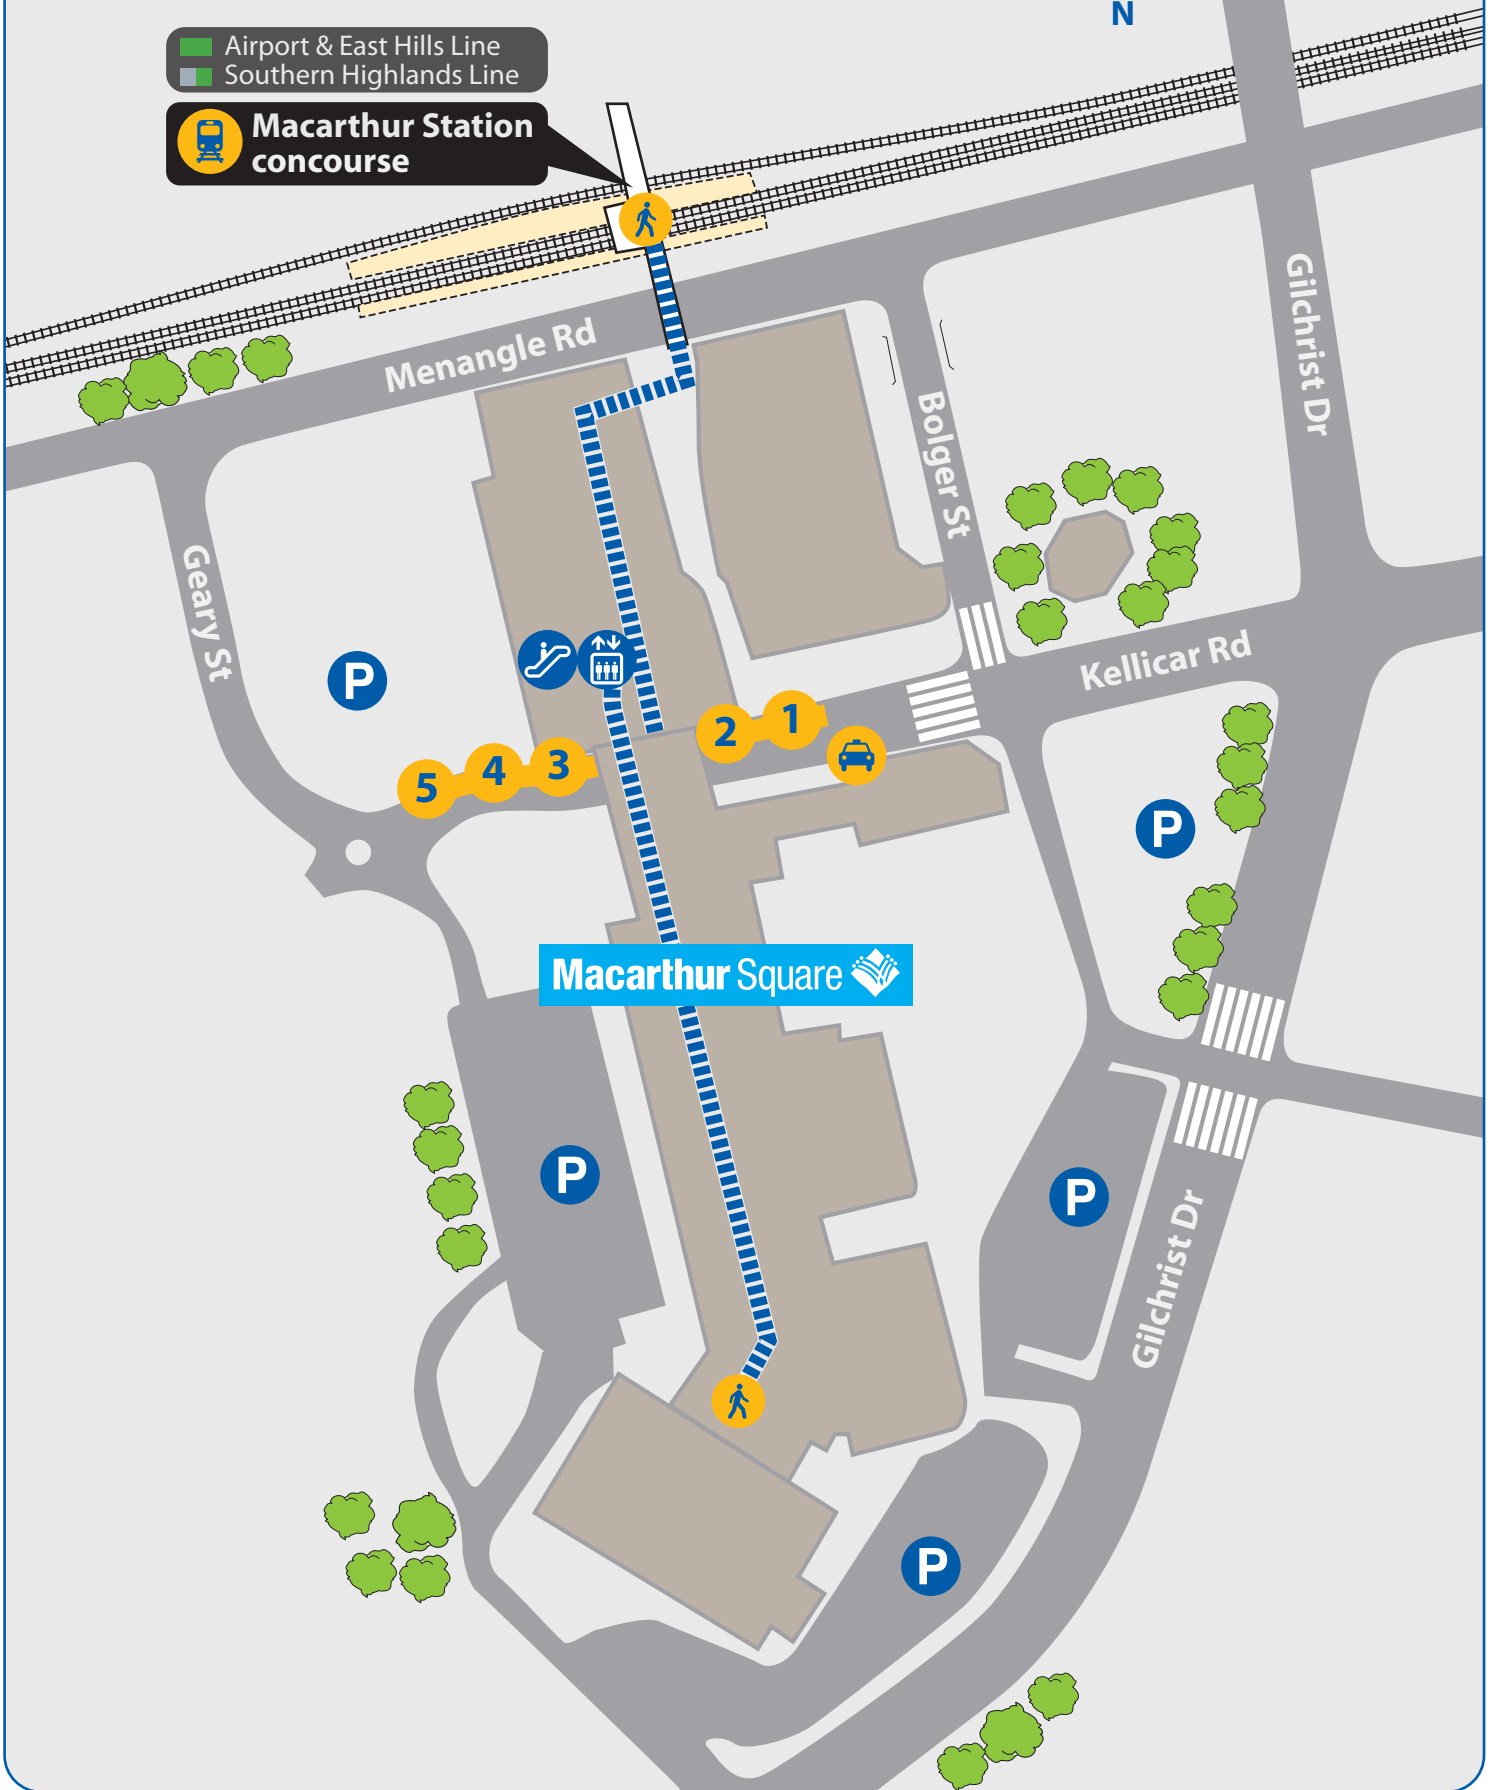 N
Airport & East Hills Line
Southern Highlands Line
Macarthur Station
concourse
Menangle Rd
Gilchrist Dr
Bolger St
Geary St
Kellicar Rd
P
1
2
3
4
5
P
Macarthur Square
P
P
Gilchrist Dr
P